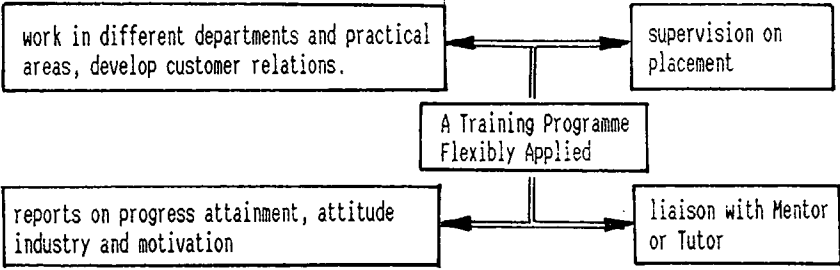 work in different departments and practical
areas, develop customer relations.
supervision on
placement
A Training Programme
Flexibly Applied
reports on progress attainment, attitude
industry and motivation
liaison with Mentor
or Tutor